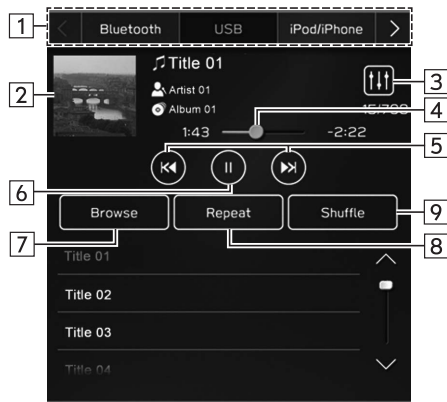 1
Bluetooth USB iPod/iPhone
2
Title 01
3
Artist 01
4
Album 01
1:43 -2:22
5
6
Browse Repeat Shuffle
9
7
8
Title 01
Title 02
Title 03
Title 04